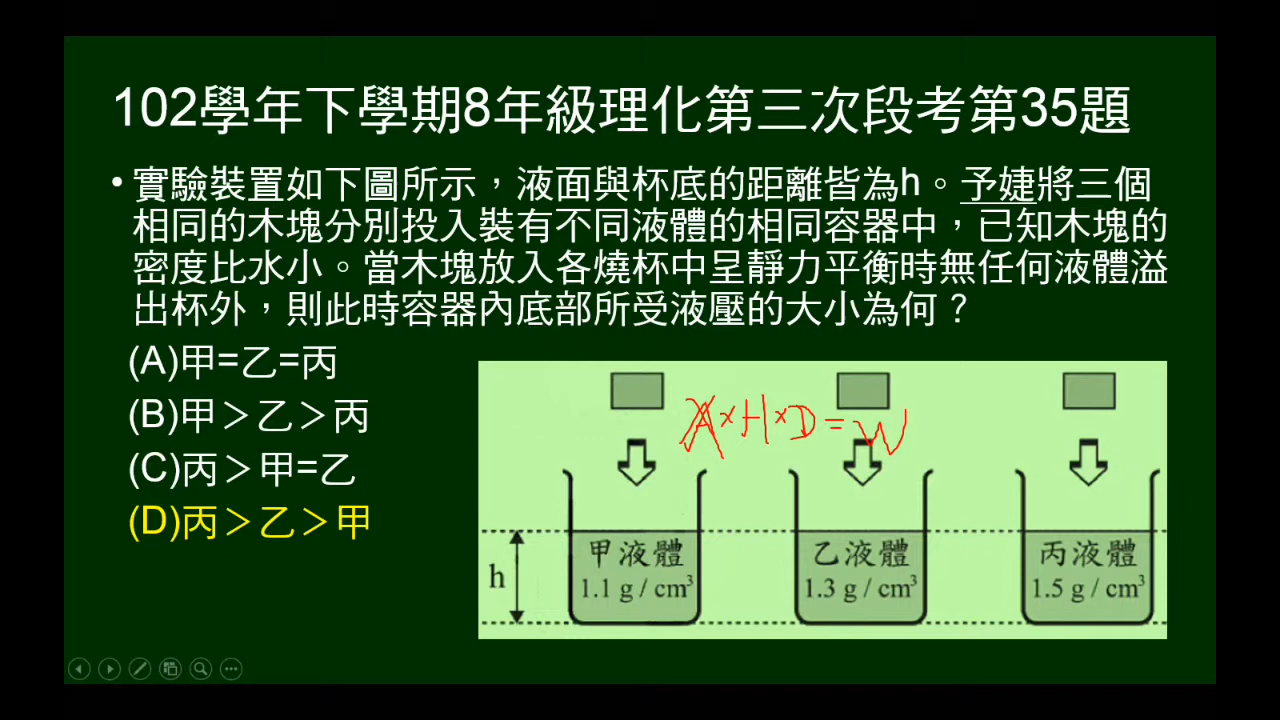 102學年下學期8年級理化第三次段考第35題
•實驗裝置如下圖所示，液面與杯底的距離皆為h。予婕將三個
相同的木塊分別投入裝有不同液體的相同容器中，已知木塊的
密度比水小。當木塊放入各燒杯中呈靜力平衡時無任何液體溢
出杯外，則此時容器內底部所受液壓的大小為何？
(A)甲=乙=丙
(B)甲＞乙＞丙
(C)丙＞甲=乙
(D)丙＞乙＞甲
A×H×D=W
h
甲液體
1.1 g / cm³
乙液體
1.3 g / cm³
丙液體
1.5 g / cm³